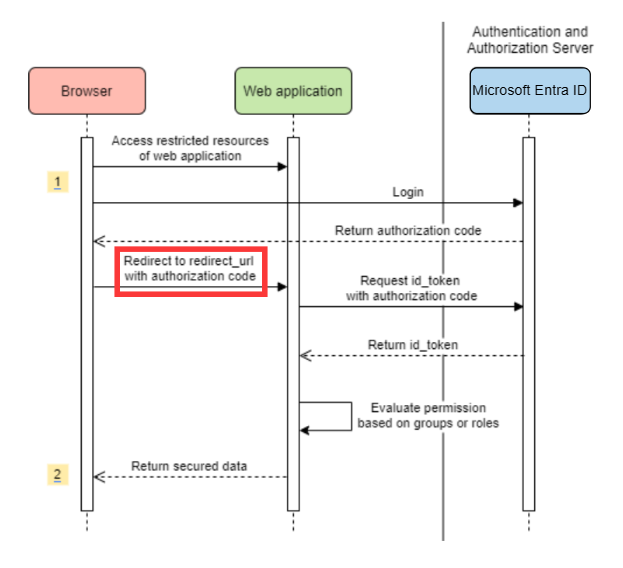 Authentication and
Authorization Server
Browser
Web application
Microsoft Entra ID
Access restricted resources
of web application
1
Login
Return authorization code
Redirect to redirect_url
with authorization code
Request id_token
with authorization code
Return id_token
Evaluate permission
based on groups or roles
Return secured data
2